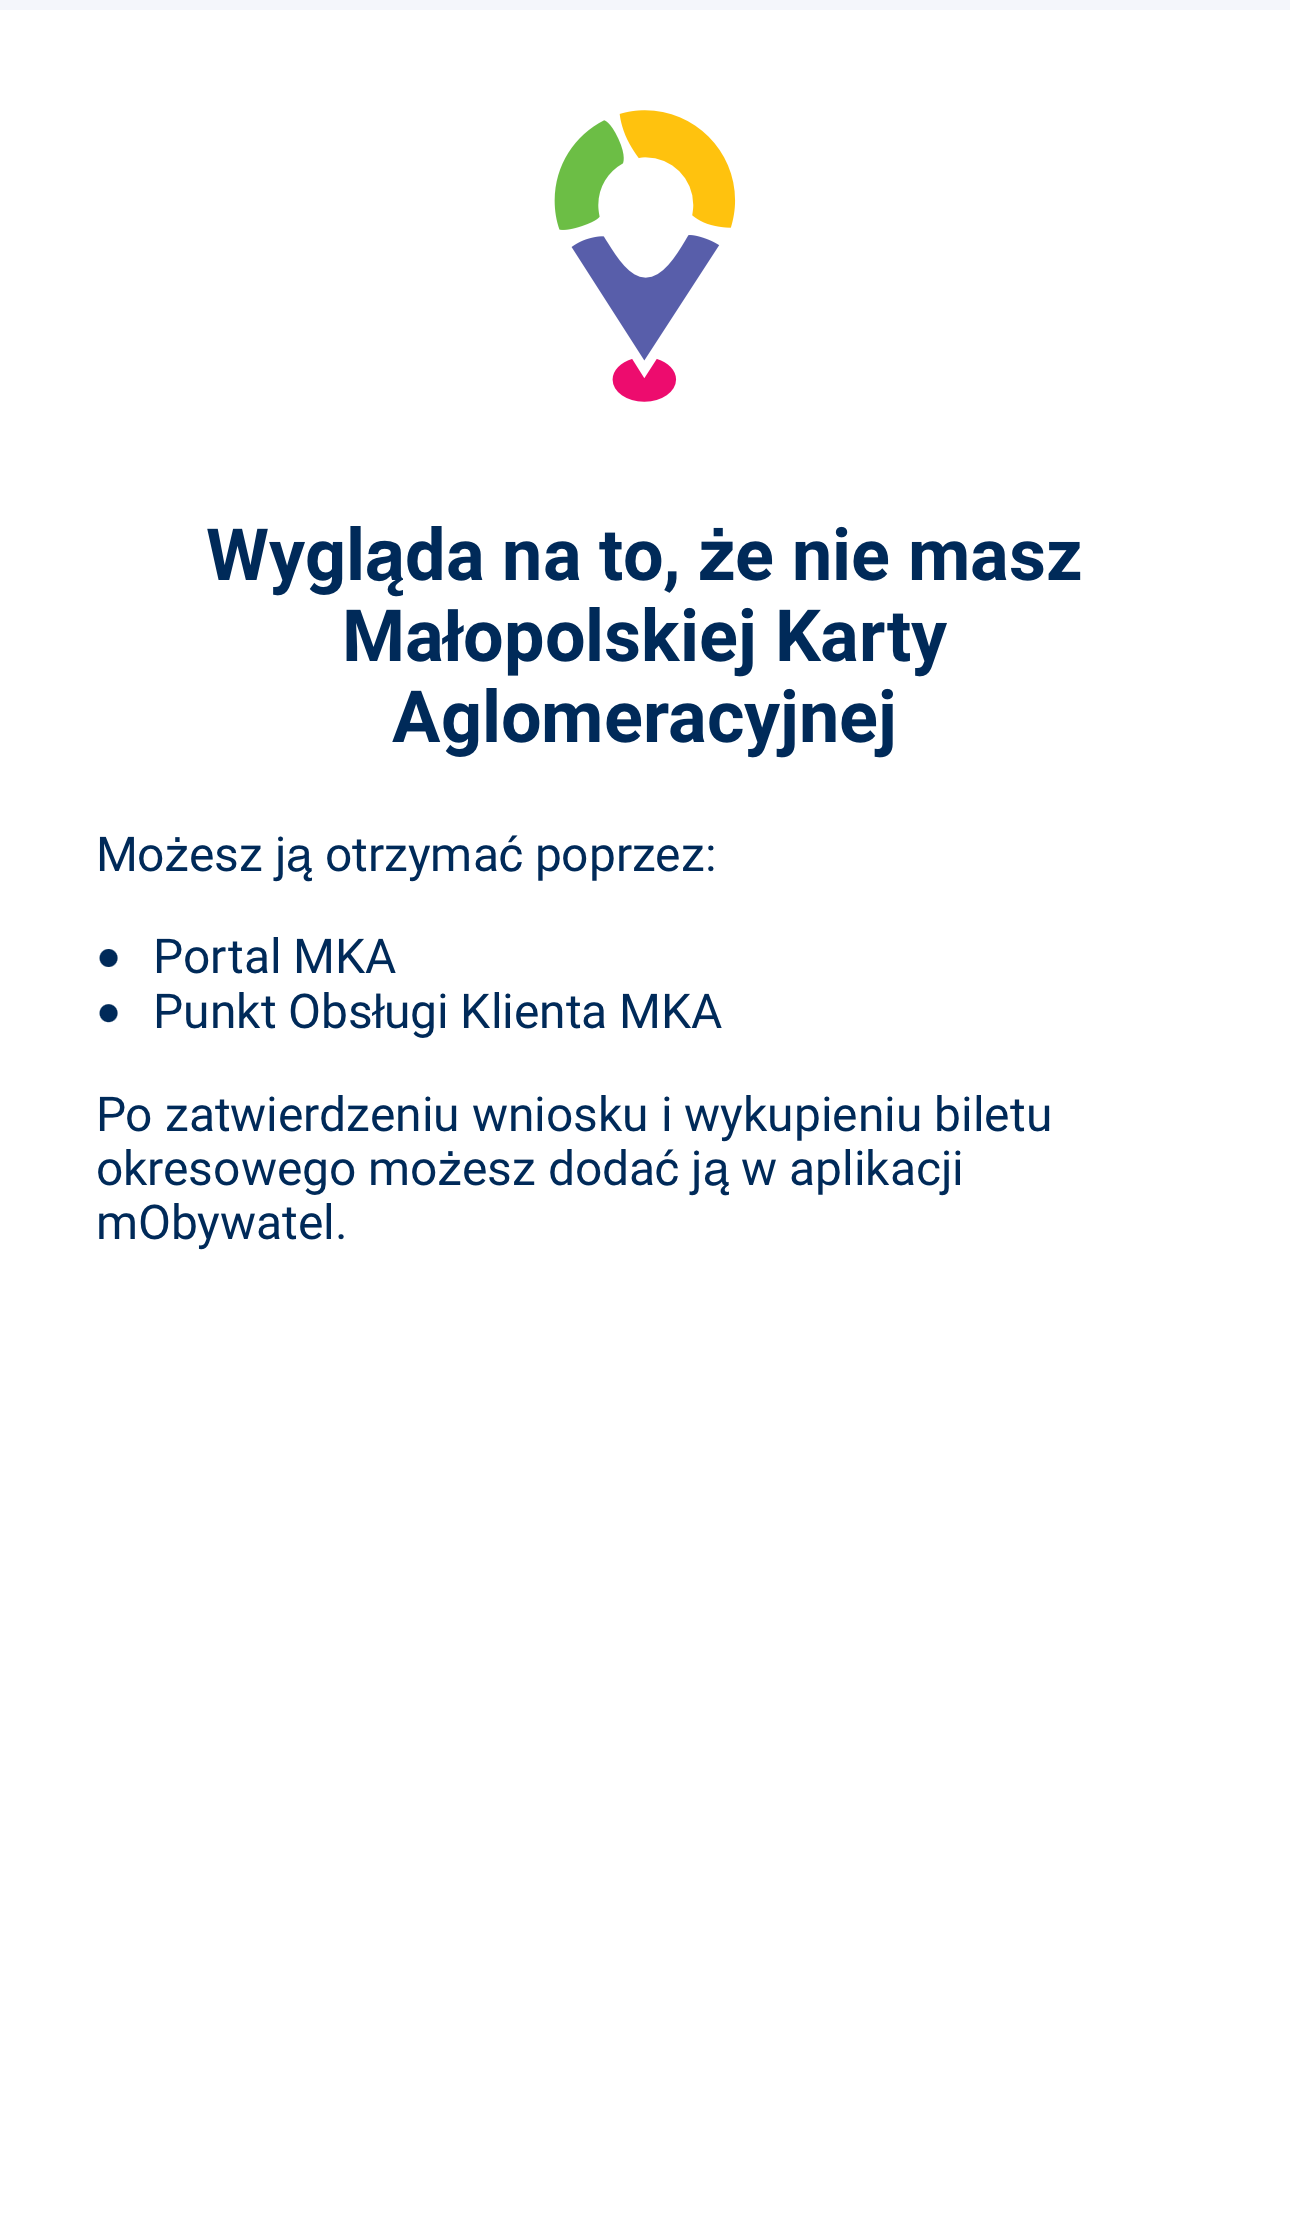 Wygląda na to, że nie masz
Małopolskiej Karty
Aglomeracyjnej
Możesz ją otrzymać poprzez:
• Portal MKA
• Punkt Obsługi Klienta MKA
Po zatwierdzeniu wniosku i wykupieniu biletu
okresowego możesz dodać ją w aplikacji
mObywatel.